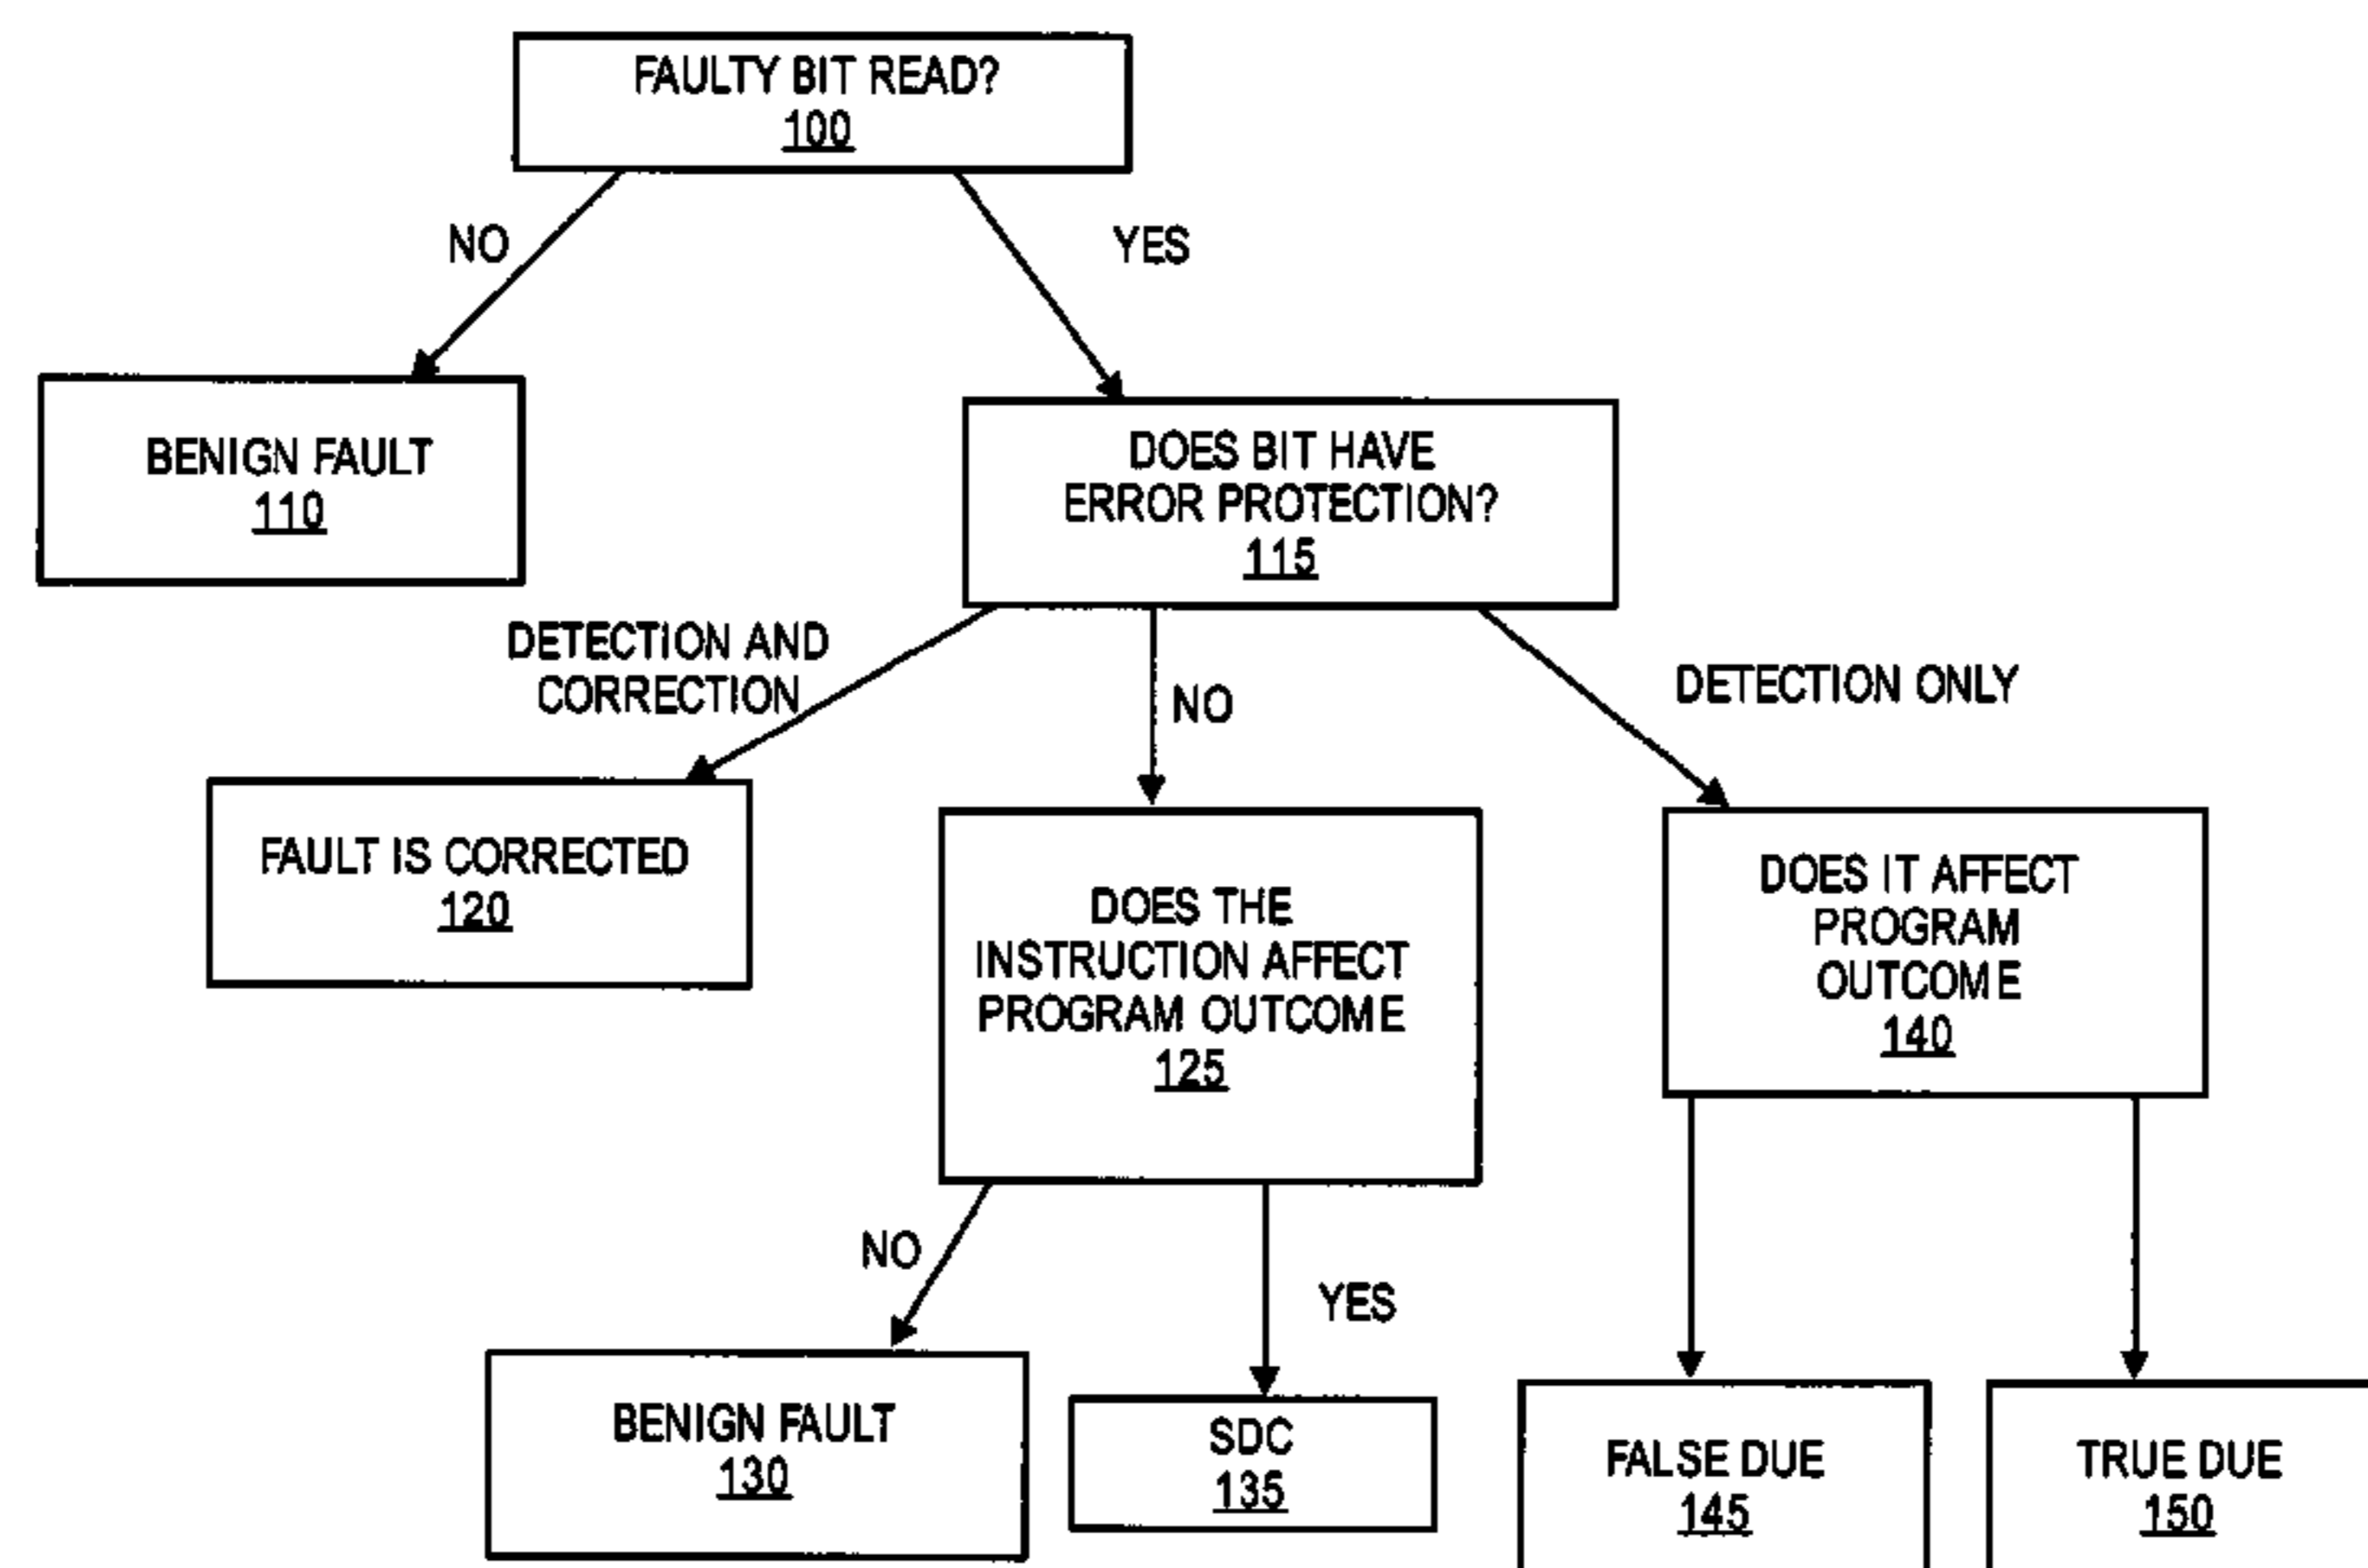 FAULTY BIT READ?
100
NO
YES
BENIGN FAULT
110
DOES BIT HAVE
ERROR PROTECTION?
115
DETECTION AND
CORRECTION
NO
DETECTION ONLY
FAULT IS CORRECTED
120
DOES THE
INSTRUCTION AFFECT
PROGRAM OUTCOME
125
DOES IT AFFECT
PROGRAM
OUTCOME
140
NO
YES
BENIGN FAULT
130
SDC
135
FALSE DUE
145
TRUE DUE
150